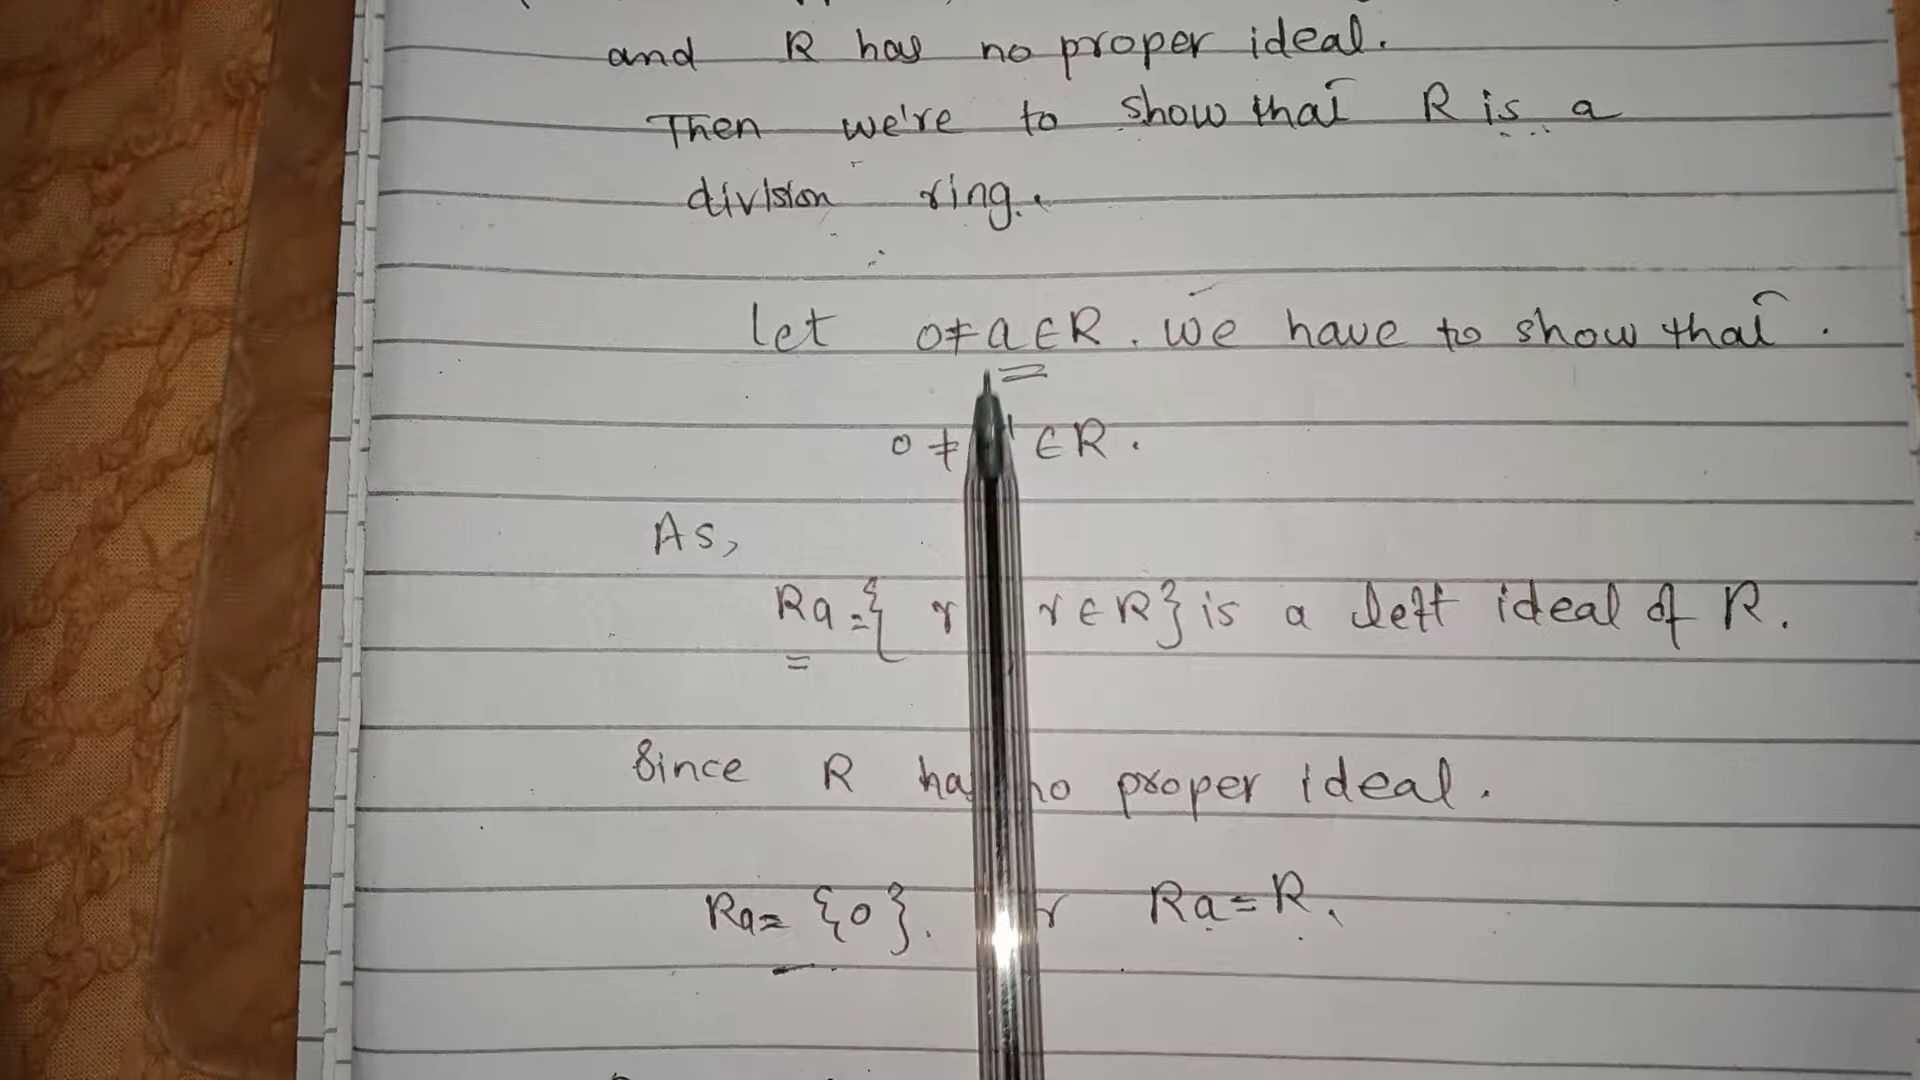 and R has no proper ideal.
Then we're to show that R is a
division ring.
let 0≠a∈R. We have to show that.
0≠ ∈R.
As,
Ra={ r r∈R} is a left ideal of R.
Since R no proper ideal.
Ra={0}. Ra=R.